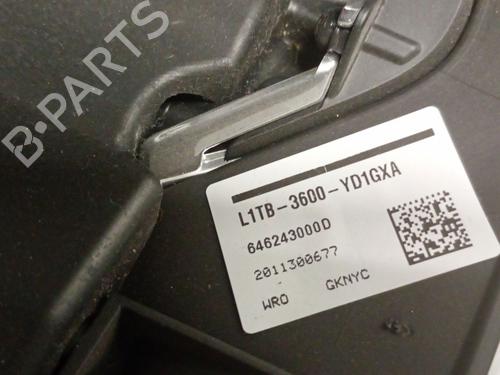 B-PARTS
L1TB-3600-YD1GXA
646243000D
2011300677
WRO GKNYC